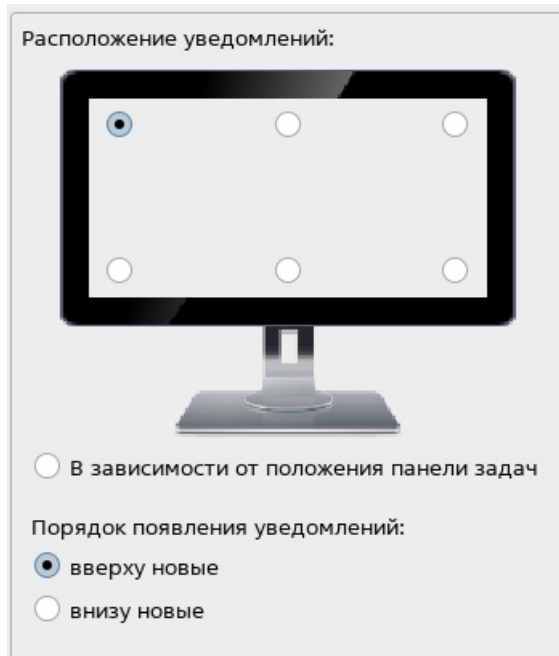 Расположение уведомлений:
В зависимости от положения панели задач
Порядок появления уведомлений:
вверху новые
внизу новые